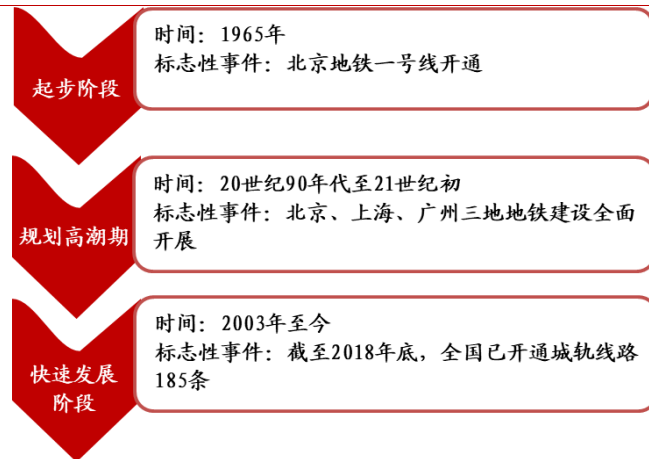 起步阶段
时间：1965年
标志性事件：北京地铁一号线开通
规划高潮期
时间：20世纪90年代至21世纪初
标志性事件：北京、上海、广州三地地铁建设全面
开展
快速发展
阶段
时间：2003年至今
标志性事件：截至2018年底，全国已开通城轨线路
185条